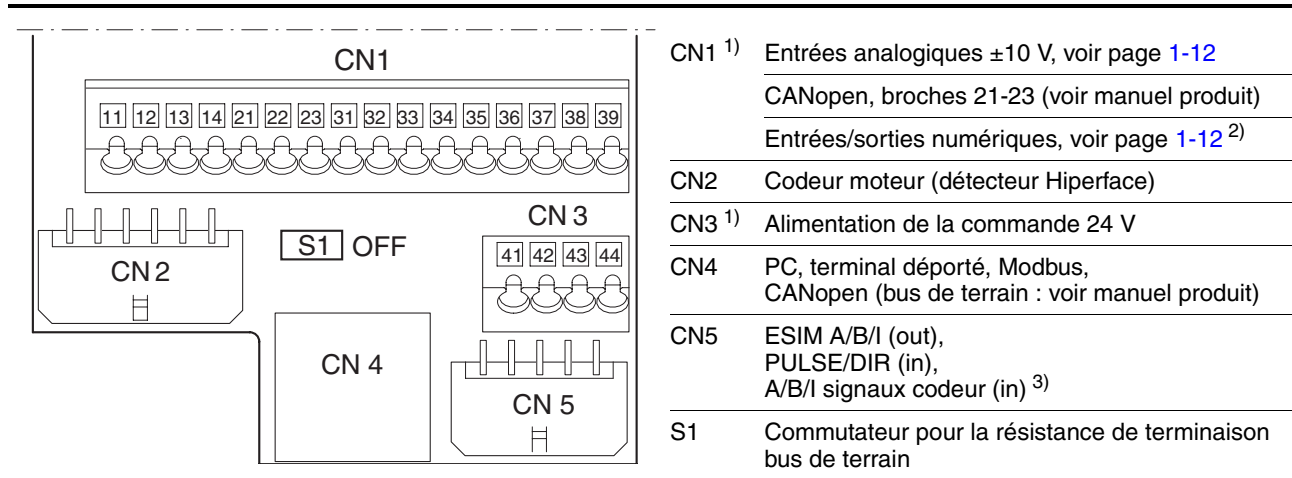 CN1
11 12 13 14 21 22 23 31 32 33 34 35 36 37 38 39
CN 3
S1 OFF
41 42 43 44
CN 2
CN 4
CN 5
CN1 1) Entrées analogiques ±10 V, voir page 1-12
CANopen, broches 21-23 (voir manuel produit)
Entrées/sorties numériques, voir page 1-12 2)
CN2 Codeur moteur (détecteur Hiperface)
CN3 1) Alimentation de la commande 24 V
CN4 PC, terminal déporté, Modbus,
CANopen (bus de terrain : voir manuel produit)
CN5 ESIM A/B/I (out),
PULSE/DIR (in),
A/B/I signaux codeur (in) 3)
S1 Commutateur pour la résistance de terminaison
bus de terrain